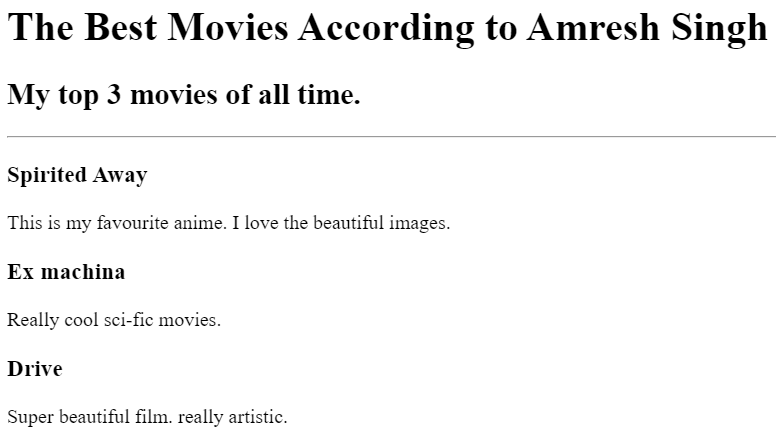 The Best Movies According to Amresh Singh
My top 3 movies of all time.
Spirited Away
This is my favourite anime. I love the beautiful images.
Ex machina
Really cool sci-fic movies.
Drive
Super beautiful film. really artistic.